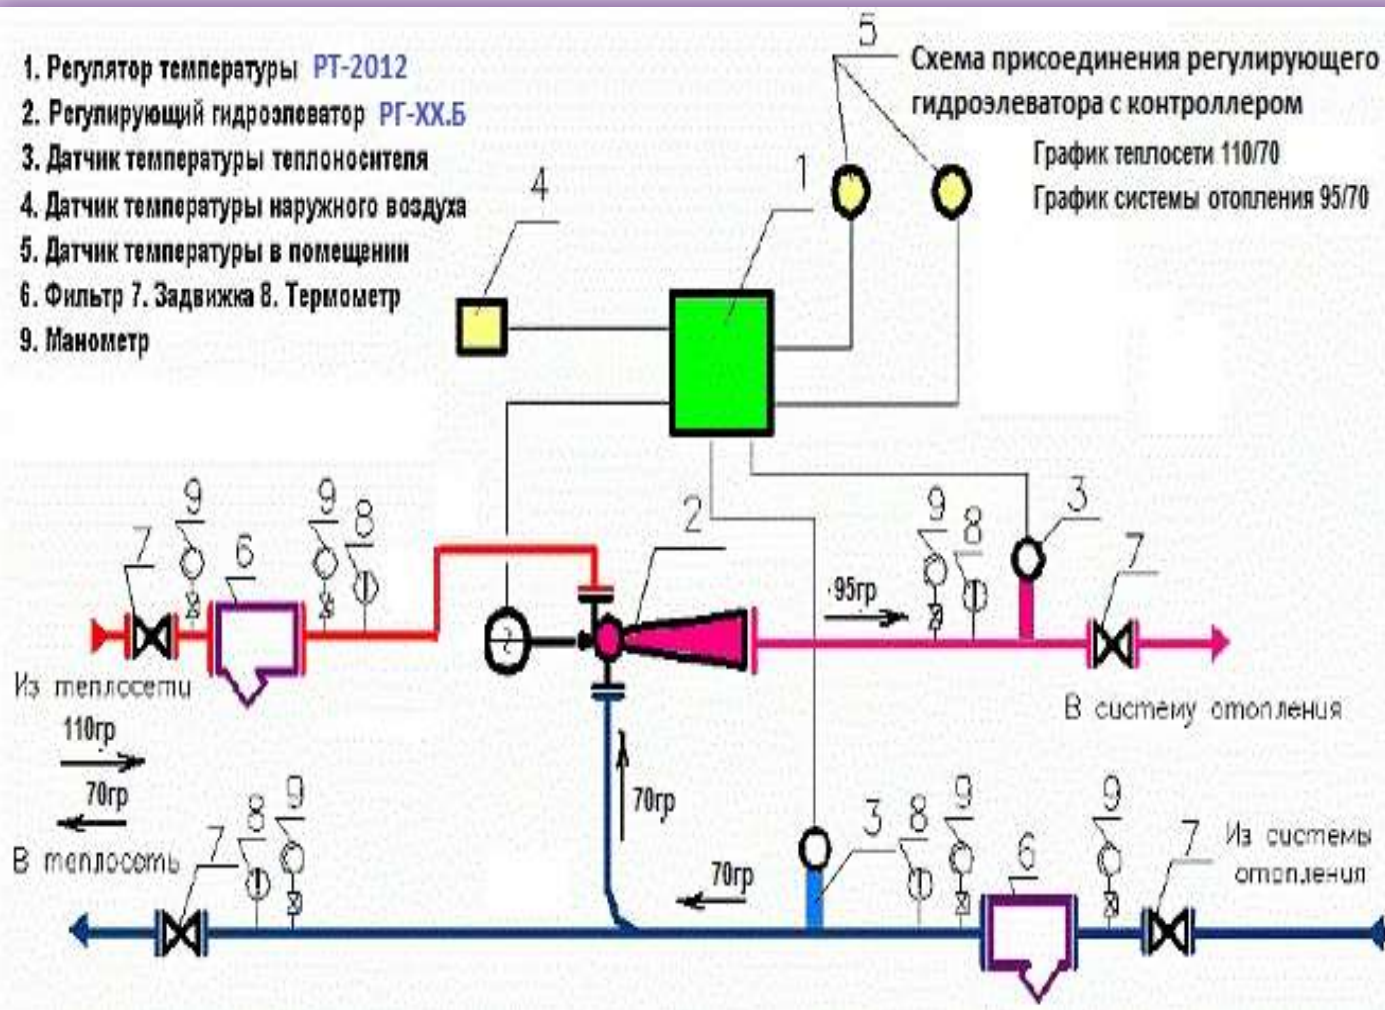 1. Регулятор температуры РТ-2012
2. Регулирующий гидроэлеватор РГ-ХХ.Б
3. Датчик температуры теплоносителя
4. Датчик температуры наружного воздуха
5. Датчик температуры в помещении
6. Фильтр 7. Задвижка 8. Термометр
9. Манометр
5
Схема присоединения регулирующего
гидроэлеватора с контроллером
График теплосети 110/70
График системы отопления 95/70
4
1
9
9
8
7
6
2
9
8
3
7
95гр
2
Из теплосети
110гр
70гр
В теплосеть
В систему отопления
70гр
7
8
9
70гр
3
8
9
6
9
7
Из системы
отопления